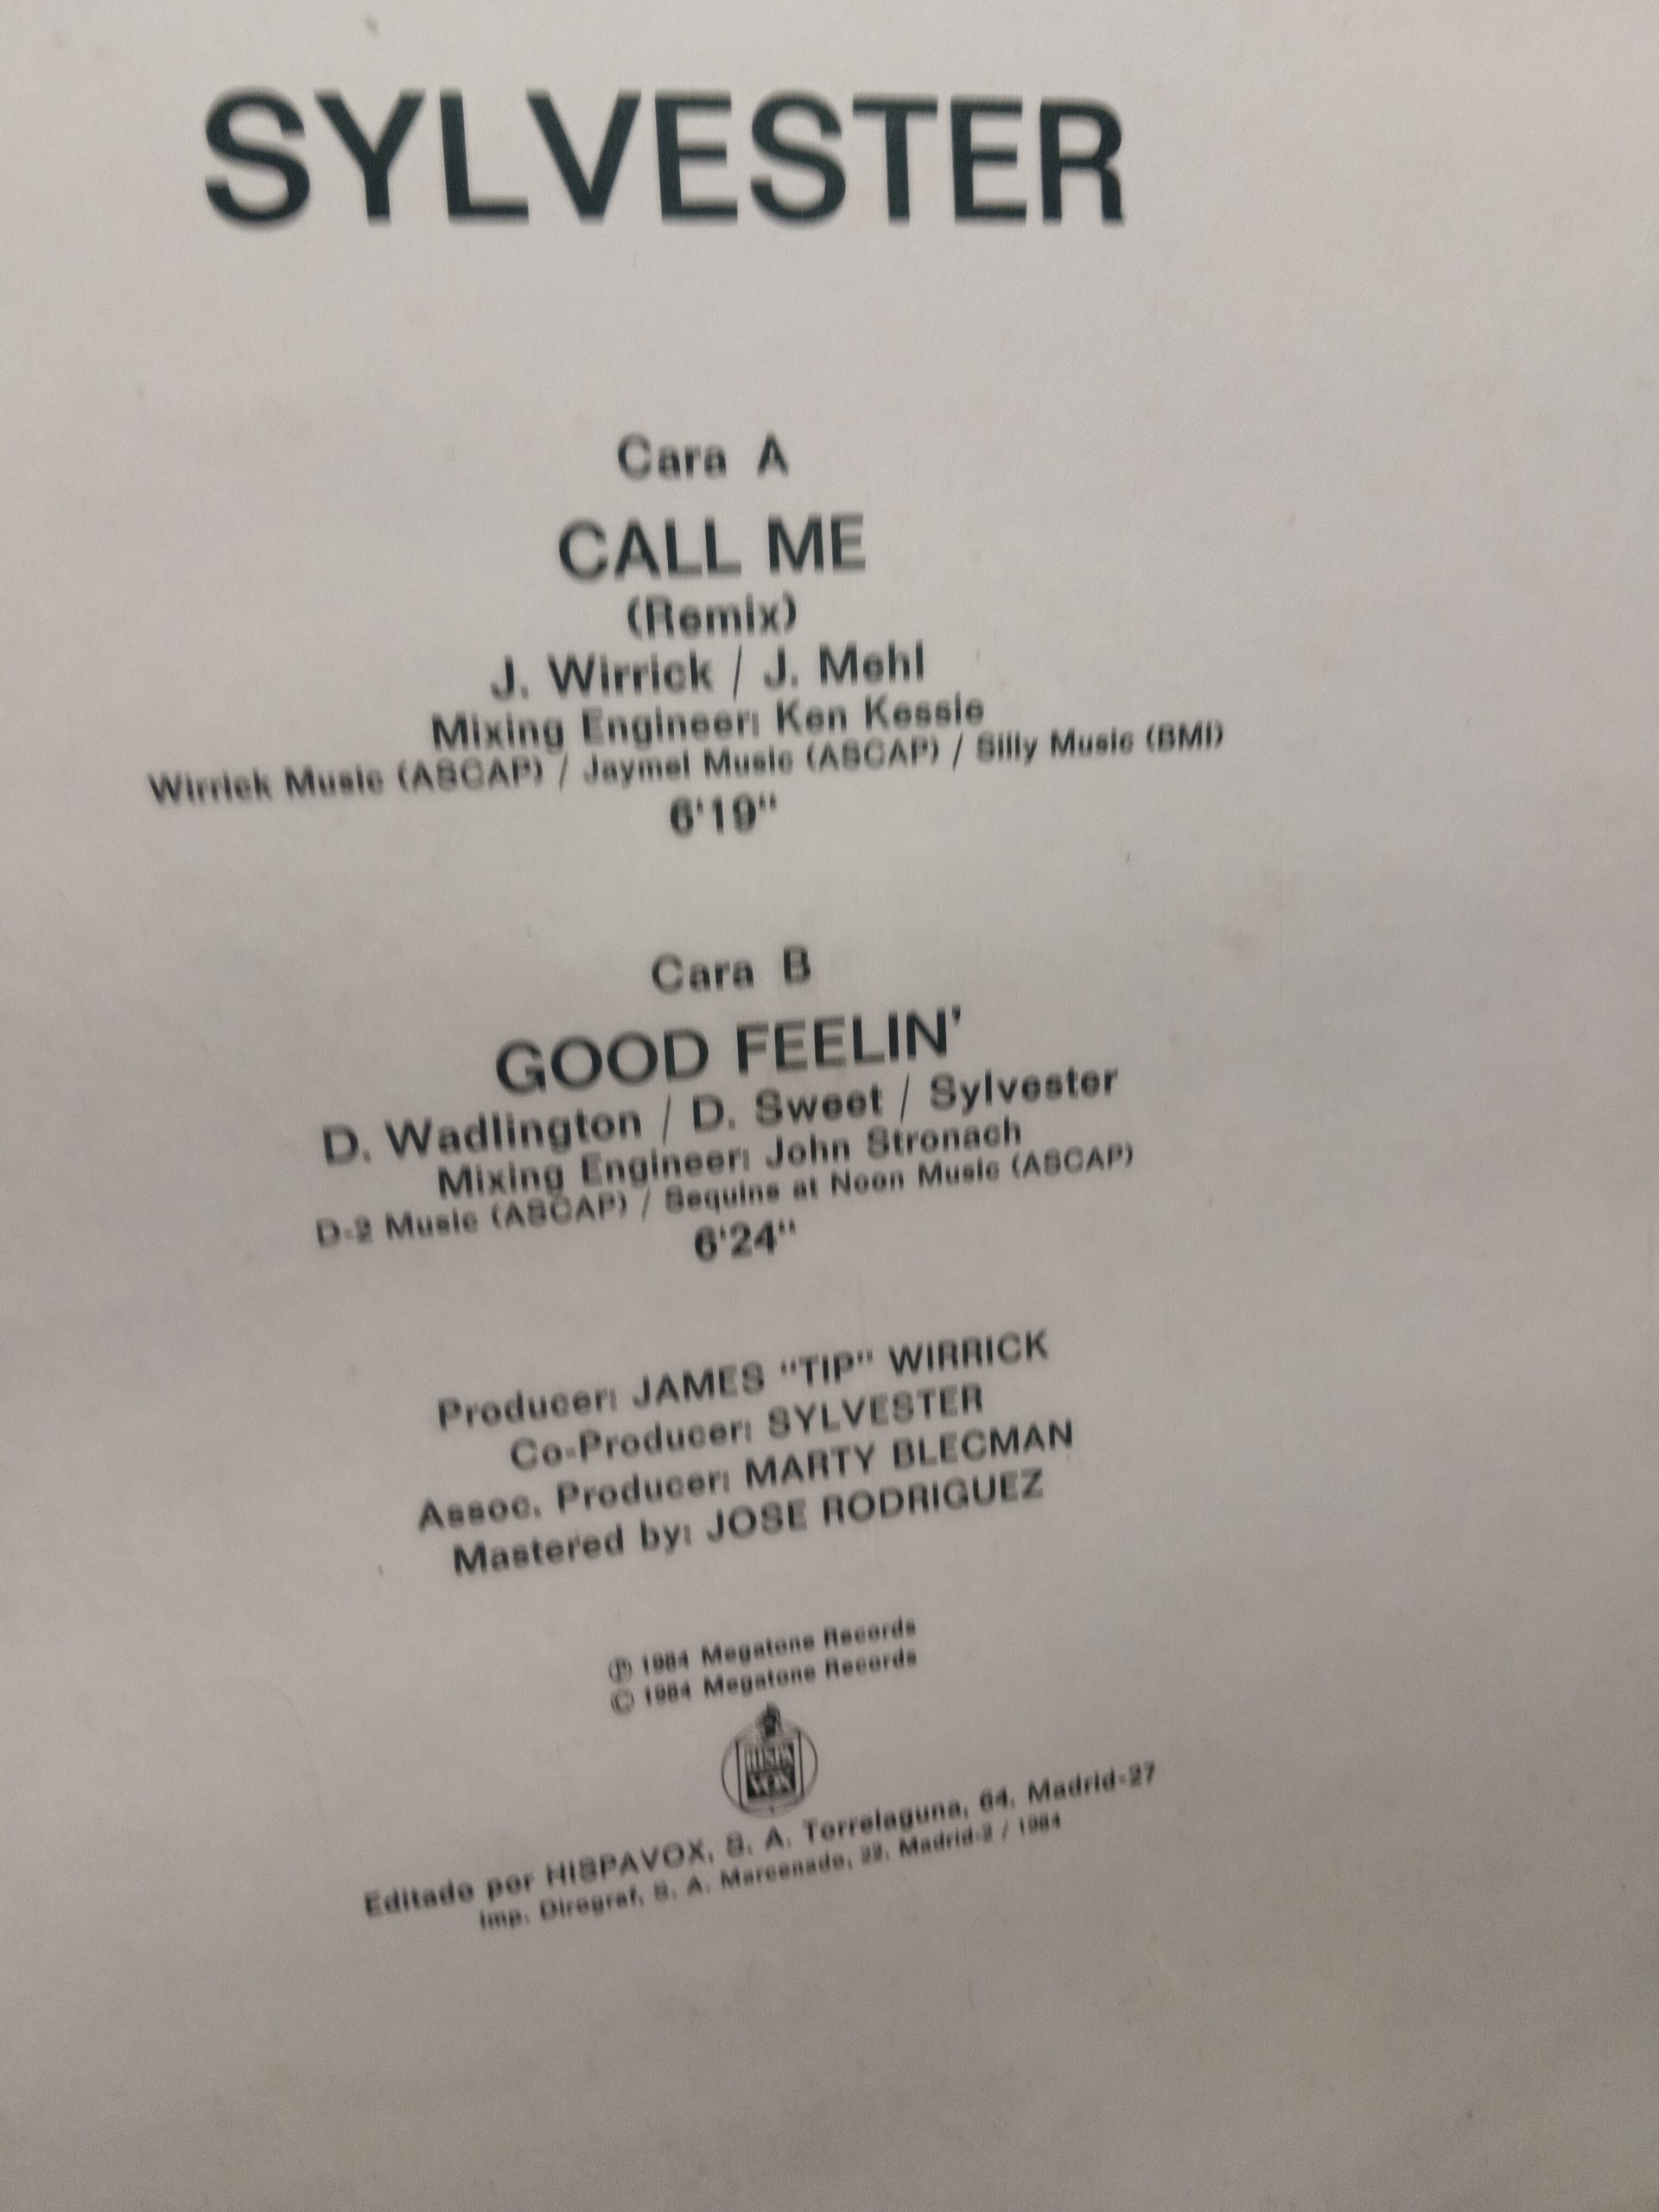 SYLVESTER
Cara A
CALL ME
(Remix)
J. Wirrick / J. Mehl
Mixing Engineer: Ken Kessie
Wirrick Music (ASCAP) / Jaymel Music (ASCAP) / Silly Music (BMI)
6'19"
Cara B
GOOD FEELIN'
D. Wadlington / D. Sweet / Sylvester
Mixing Engineer: John Stronach
D-2 Music (ASCAP) / Sequins at Noon Music (ASCAP)
6'24"
Producer: JAMES "TIP" WIRRICK
Co-Producer: SYLVESTER
Assoc. Producer: MARTY BLECMAN
Mastered by: JOSE RODRIGUEZ
Ⓟ 1984 Megatone Records
© 1984 Megatone Records
HISPA
VOX
Editado por HISPAVOX, S. A. Torrelaguna, 64. Madrid-27
Imp. Dirograf, S. A. Marcenado, Madrid-2 / 1984